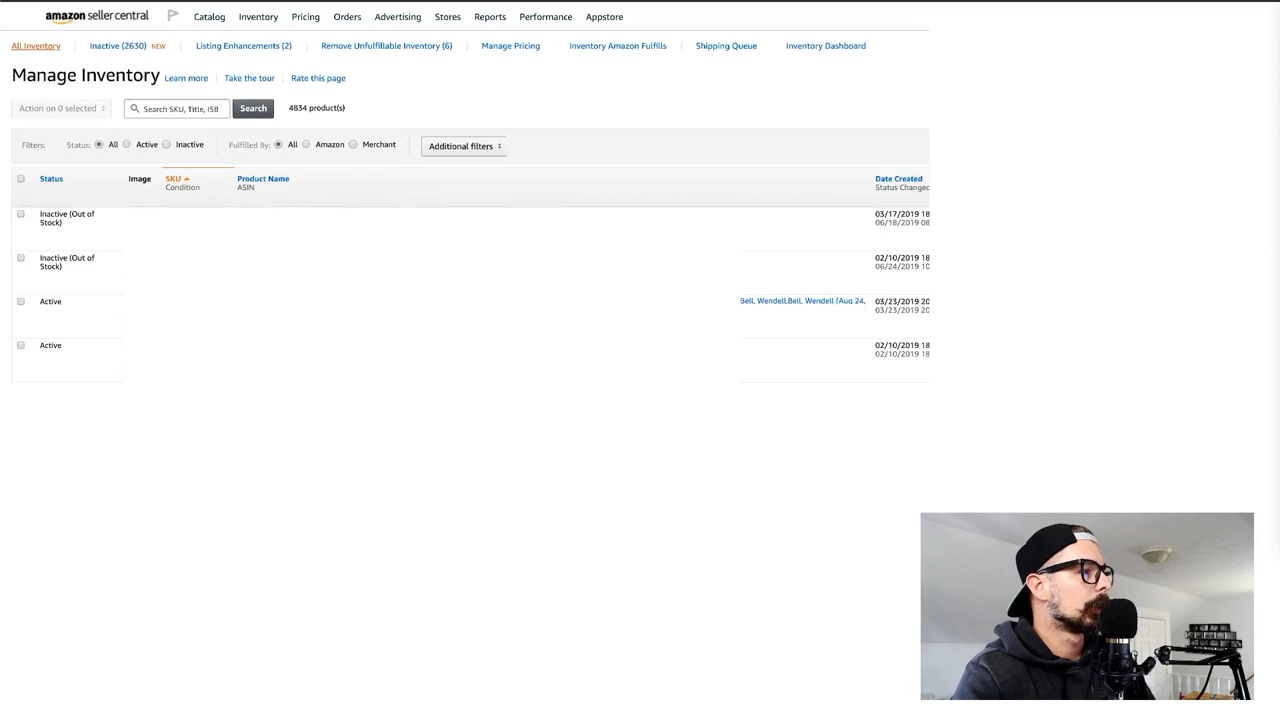 amazon seller central Catalog Inventory Pricing Orders Advertising Stores Reports Performance Appstore
All Inventory Inactive (2630) NEW Listing Enhancements (2) Remove Unfulfillable Inventory (6) Manage Pricing Inventory Amazon Fulfills Shipping Queue Inventory Dashboard
Manage Inventory Learn more Take the tour Rate this page
Action on 0 selected Search SKU, Title, ISB Search 4834 product(s)
Filters: Status: All Active Inactive Fulfilled By: All Amazon Merchant Additional filters
Status Image SKU Product Name Date Created
Condition ASIN Status Changed
Inactive (Out of 03/17/2019 18
Stock) 06/18/2019 08
Inactive (Out of 02/10/2019 18
Stock) 06/24/2019 10
Active Bell, Wendell,Bell, Wendell [Aug 24, 03/23/2019 20
03/23/2019 20
Active 02/10/2019 18
02/10/2019 18